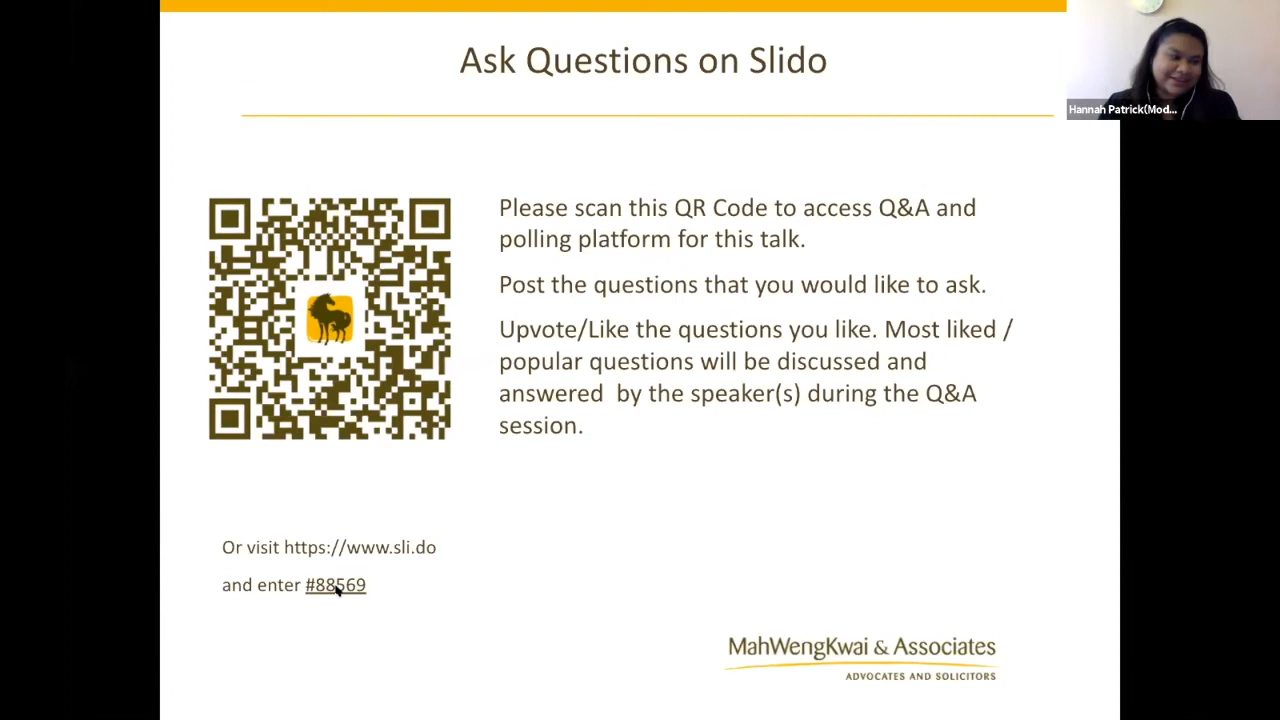 Ask Questions on Slido
Hannah Patrick(Mod...
Please scan this QR Code to access Q&A and
polling platform for this talk.
Post the questions that you would like to ask.
Upvote/Like the questions you like. Most liked /
popular questions will be discussed and
answered by the speaker(s) during the Q&A
session.
Or visit https://www.sli.do
and enter #88569
MahWengKwai & Associates
ADVOCATES AND SOLICITORS